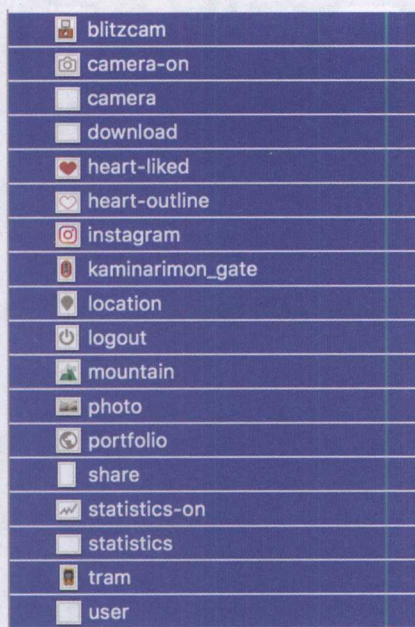 blitzcam
camera-on
camera
download
heart-liked
heart-outline
instagram
kaminarimon_gate
location
logout
mountain
photo
portfolio
share
statistics-on
statistics
tram
user